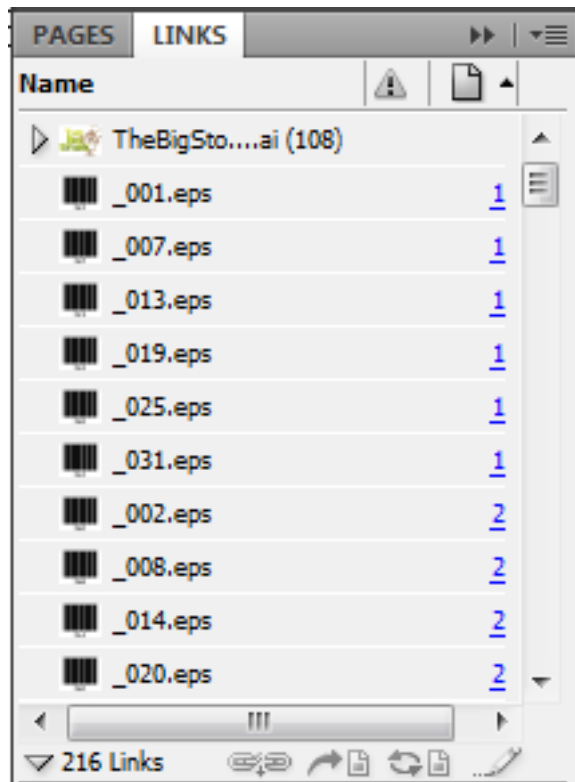 PAGES LINKS
Name
TheBigSto....ai (108)
_001.eps 1
_007.eps 1
_013.eps 1
_019.eps 1
_025.eps 1
_031.eps 1
_002.eps 2
_008.eps 2
_014.eps 2
_020.eps 2
216 Links